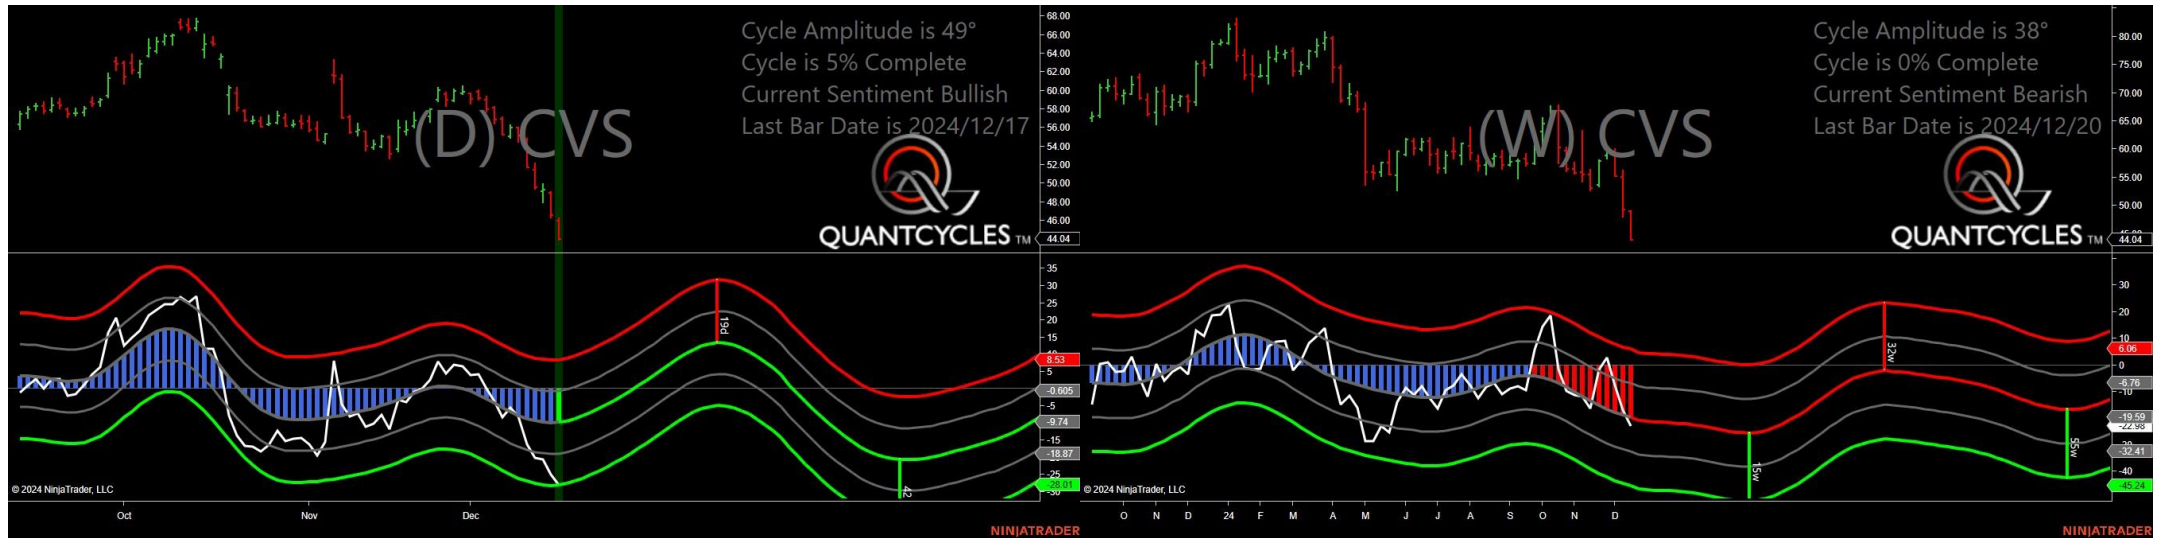 Cycle Amplitude is 49°
Cycle is 5% Complete
Current Sentiment Bullish
Last Bar Date is 2024/12/17
(D) CVS
QUANTCYCLES TM
68.00
66.00
64.00
62.00
60.00
58.00
56.00
54.00
52.00
50.00
48.00
46.00
44.04
35
30
25
20
15
8.53
5
-0.605
-5
-9.74
-15
-18.87
-25
-28.01
19d
42
© 2024 NinjaTrader, LLC
Oct Nov Dec
NINJATRADER
Cycle Amplitude is 38°
Cycle is 0% Complete
Current Sentiment Bearish
Last Bar Date is 2024/12/20
(W) CVS
QUANTCYCLES TM
80.00
75.00
70.00
65.00
60.00
55.00
50.00
44.04
30
20
10
6.06
0
-6.76
-10
-19.59
-22.98
-32.41
-40
-45.24
15w
32w
55w
© 2024 NinjaTrader, LLC
O N D 24 F M A M J J A S O N D
NINJATRADER